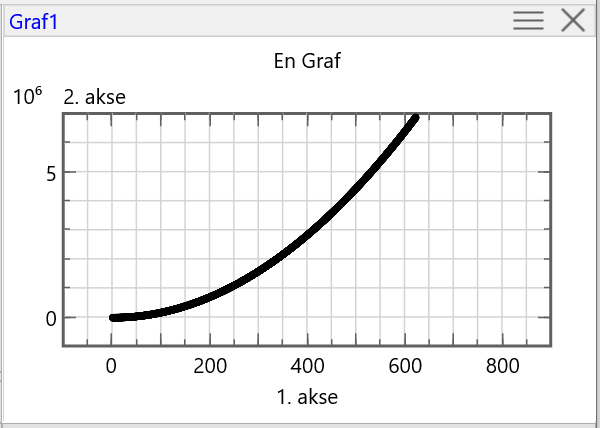 Graf1
En Graf
10⁶ 2. akse
5
0
0 200 400 600 800
1. akse